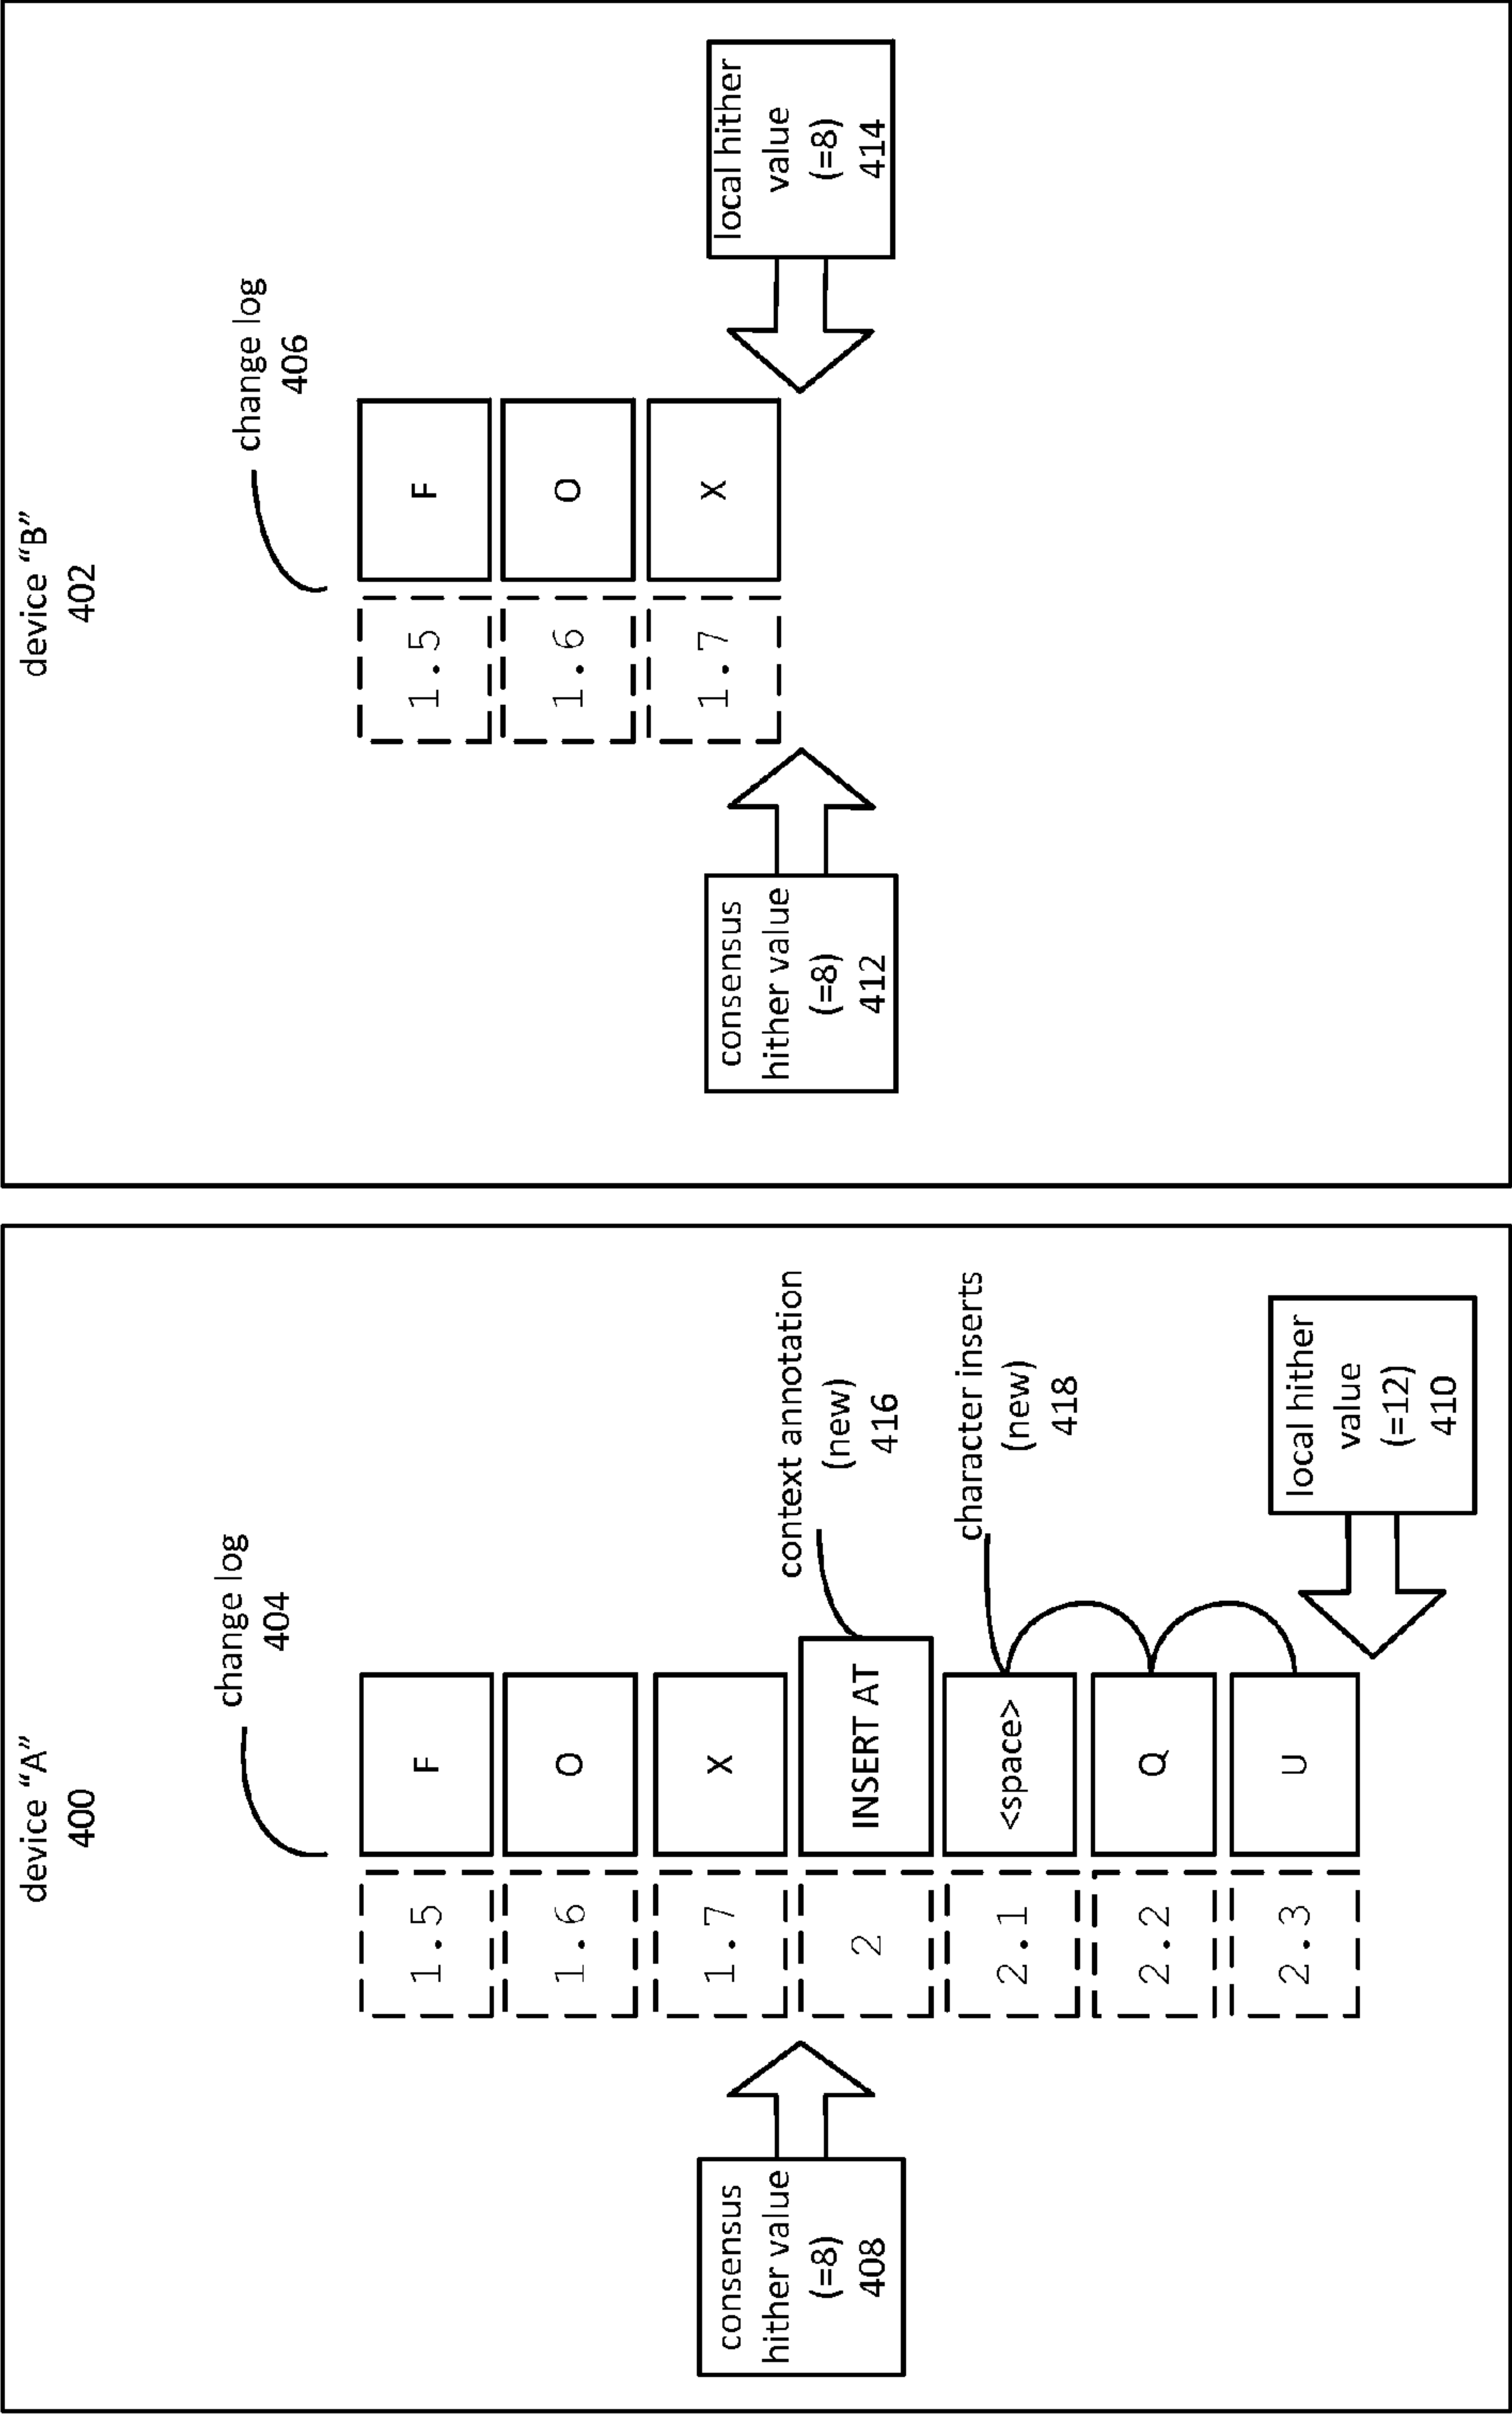 device “A”
400
change log
404
1.5
F
1.6
O
1.7
X
2
INSERT AT
2.1
<space>
2.2
Q
2.3
U
consensus
hither value
(=8)
408
context annotation
(new)
416
character inserts
(new)
418
local hither
value
(=12)
410
device “B”
402
change log
406
1.5
F
1.6
O
1.7
X
consensus
hither value
(=8)
412
local hither
value
(=8)
414